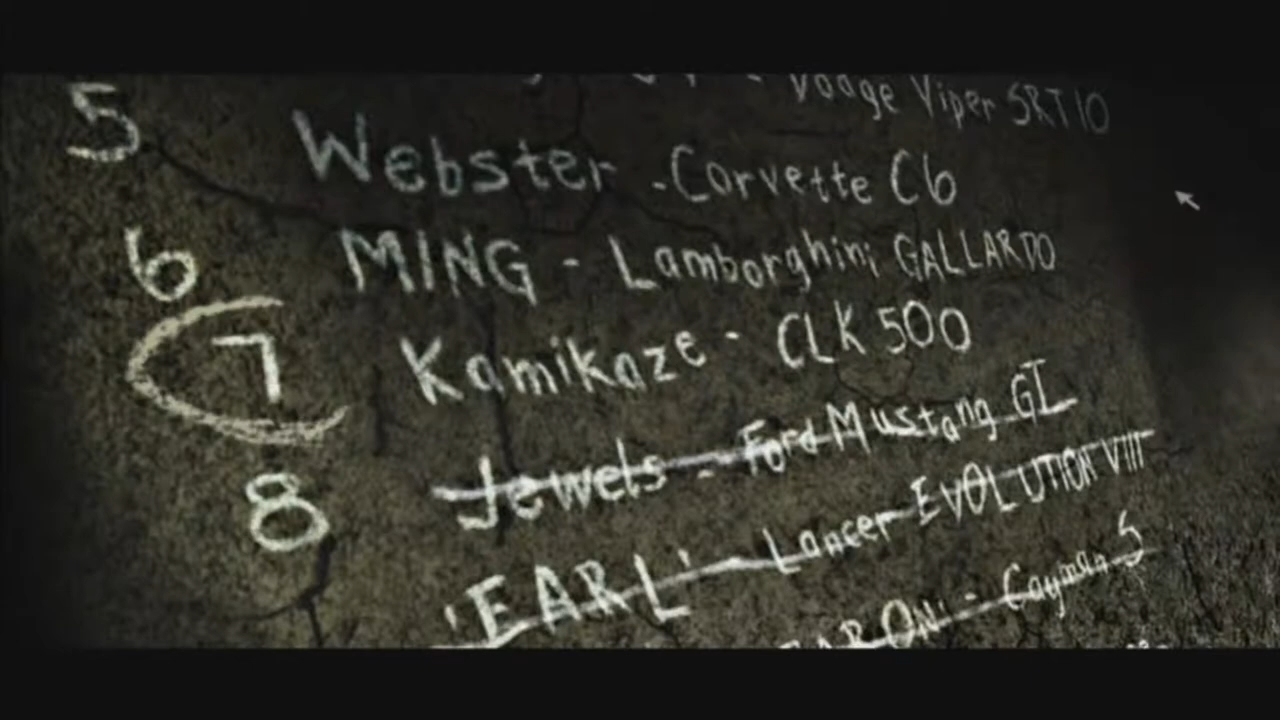 - Dodge Viper SRT10
5 Webster - Corvette C6
6 MING - Lamborghini GALLARDO
7 Kamikaze - CLK 500
8 Jewels - Ford Mustang GT
'EARL' - Lancer EVOLUTION VIII
- Cayman S